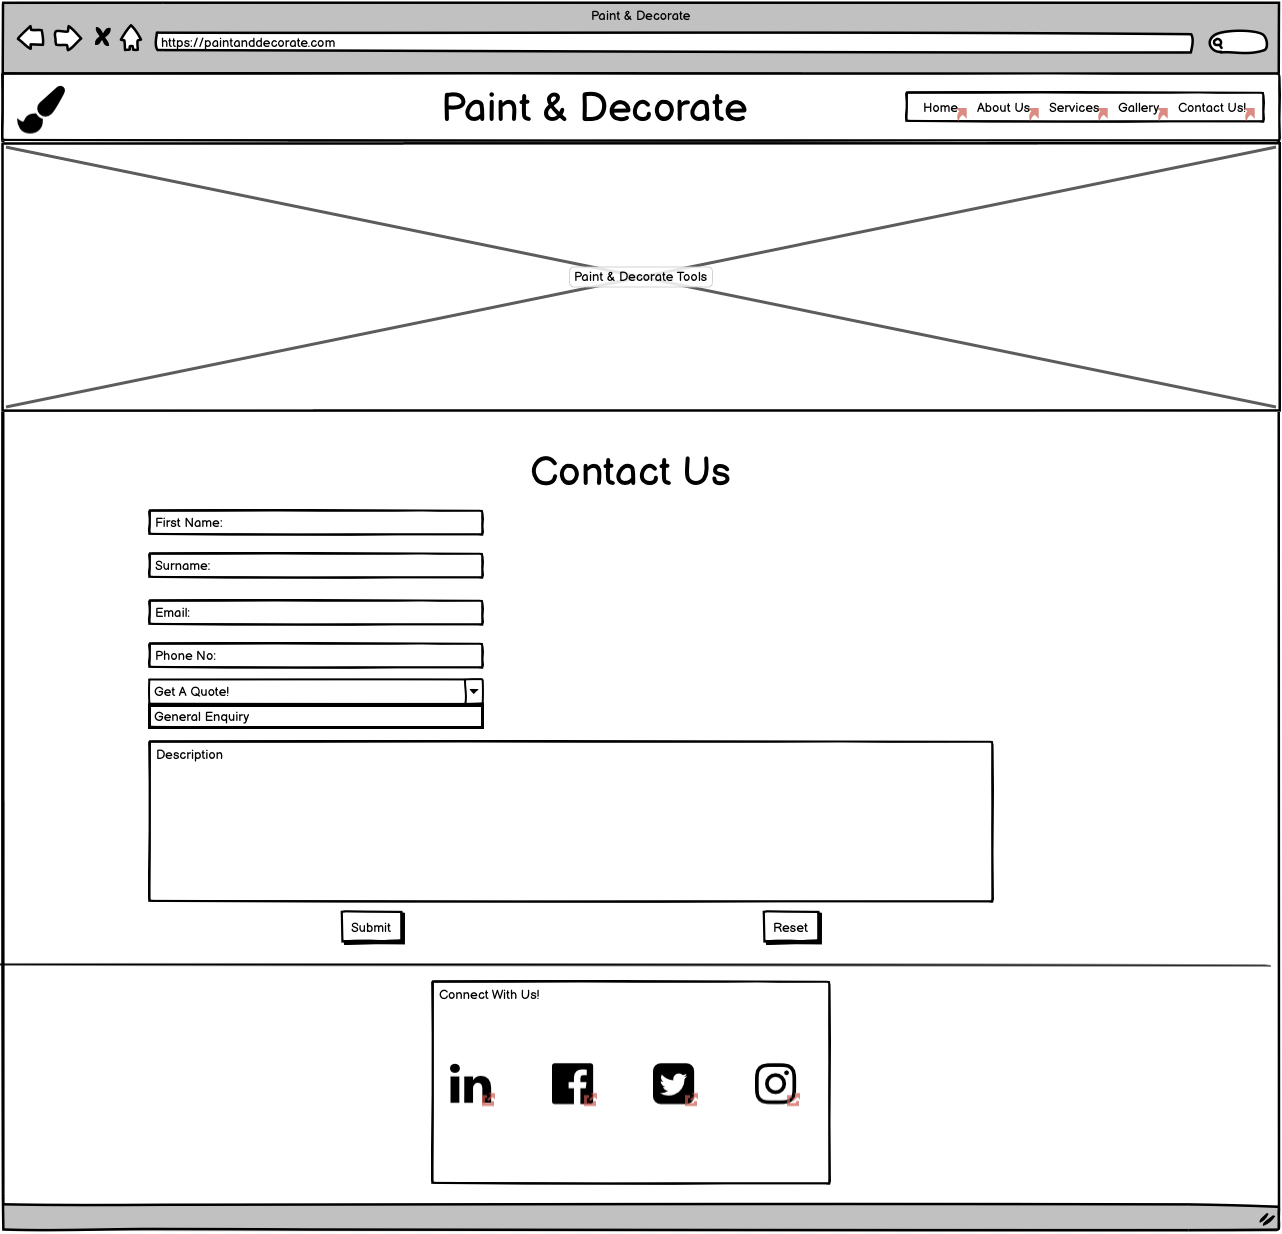 Paint & Decorate
https://paintanddecorate.com
Paint & Decorate
Home About Us Services Gallery Contact Us!
Paint & Decorate Tools
Contact Us
First Name:
Surname:
Email:
Phone No:
Get A Quote!
General Enquiry
Description
Submit Reset
Connect With Us!
in f